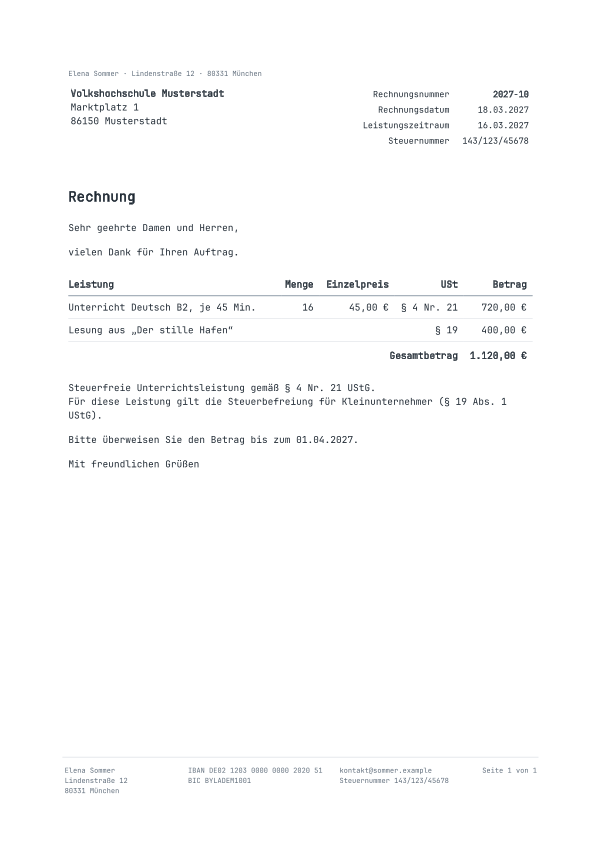 Elena Sommer · Lindenstraße 12 · 80331 München
Volkshochschule Musterstadt
Marktplatz 1
86150 Musterstadt
Rechnungsnummer 2027-10
Rechnungsdatum 18.03.2027
Leistungszeitraum 16.03.2027
Steuernummer 143/123/45678
Rechnung
Sehr geehrte Damen und Herren,
vielen Dank für Ihren Auftrag.
Leistung Menge Einzelpreis USt Betrag
Unterricht Deutsch B2, je 45 Min. 16 45,00 € § 4 Nr. 21 720,00 €
Lesung aus „Der stille Hafen“ § 19 400,00 €
Gesamtbetrag 1.120,00 €
Steuerfreie Unterrichtsleistung gemäß § 4 Nr. 21 UStG.
Für diese Leistung gilt die Steuerbefreiung für Kleinunternehmer (§ 19 Abs. 1
UStG).
Bitte überweisen Sie den Betrag bis zum 01.04.2027.
Mit freundlichen Grüßen
Elena Sommer
Lindenstraße 12
80331 München
IBAN DE02 1203 0000 0000 2020 51
BIC BYLADEM1001
kontakt@sommer.example
Steuernummer 143/123/45678
Seite 1 von 1